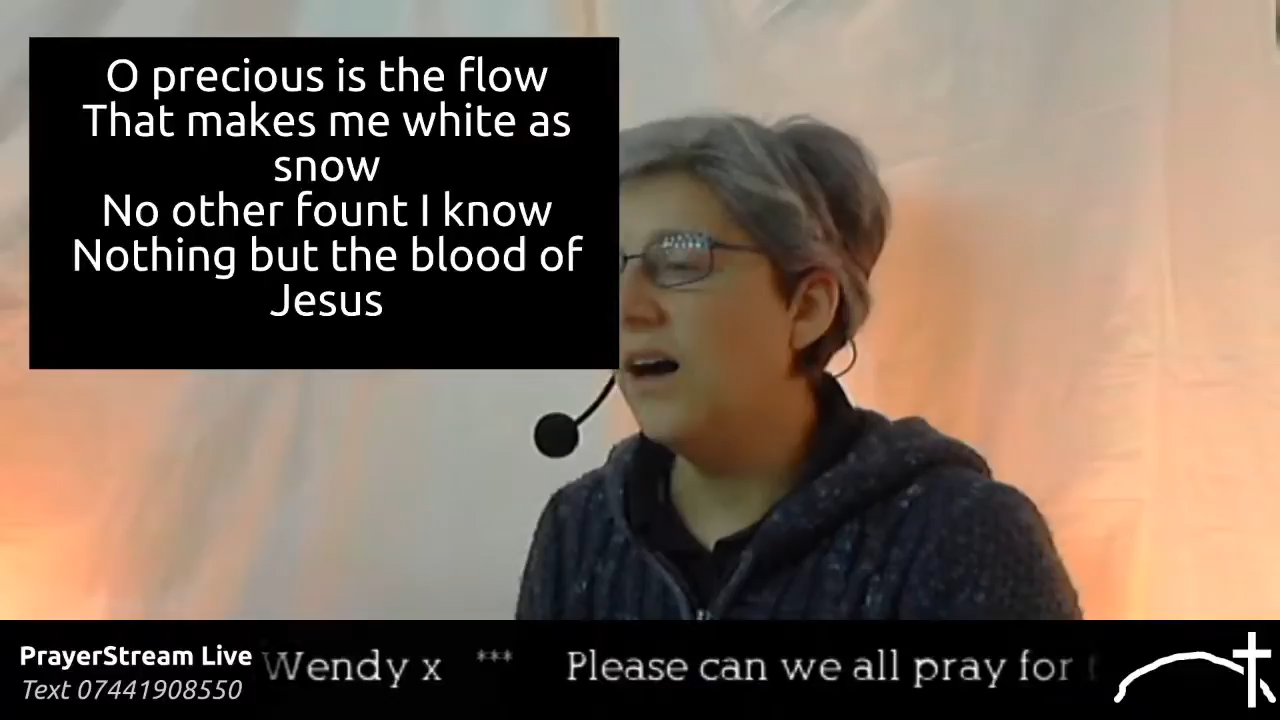 O precious is the flow
That makes me white as
snow
No other fount I know
Nothing but the blood of
Jesus
PrayerStream Live
Text 07441908550
Wendy x *** Please can we all pray for